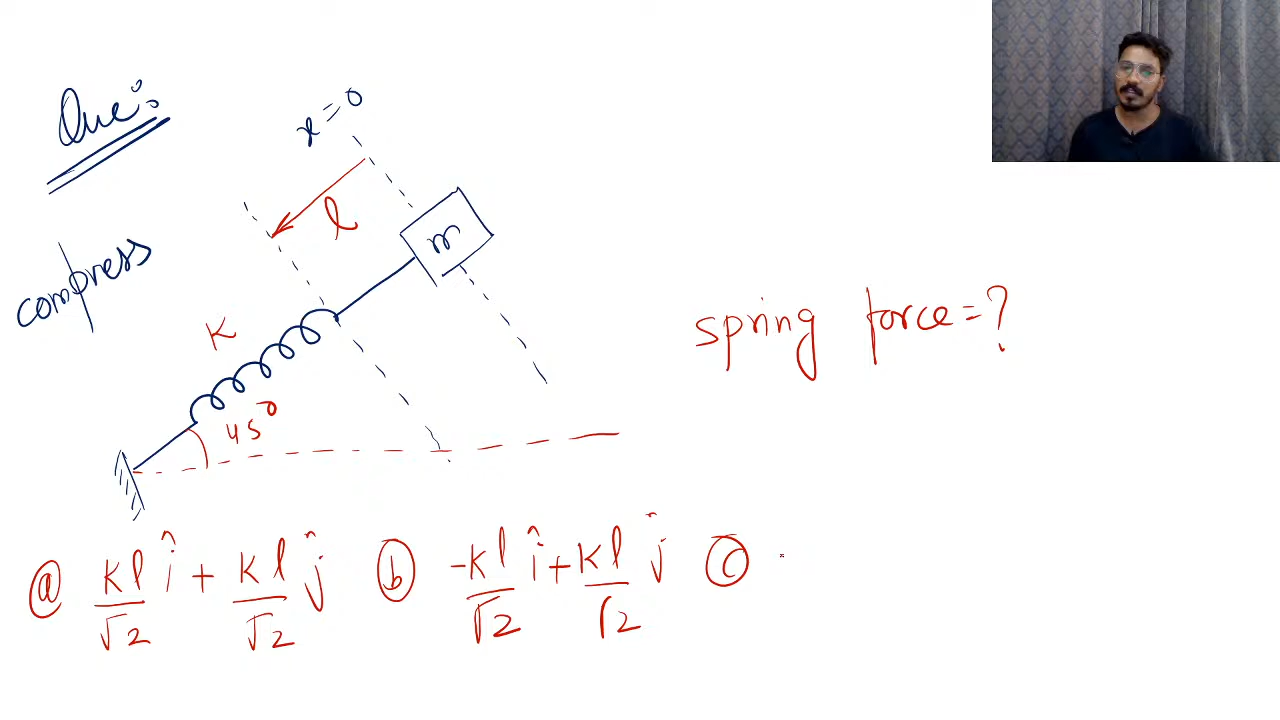 Que:
x=0
l
m
compress
K
45°
spring force=?
(a) Kl/√2 î + Kl/√2 ĵ (b) -Kl/√2 î + Kl/√2 ĵ (c)